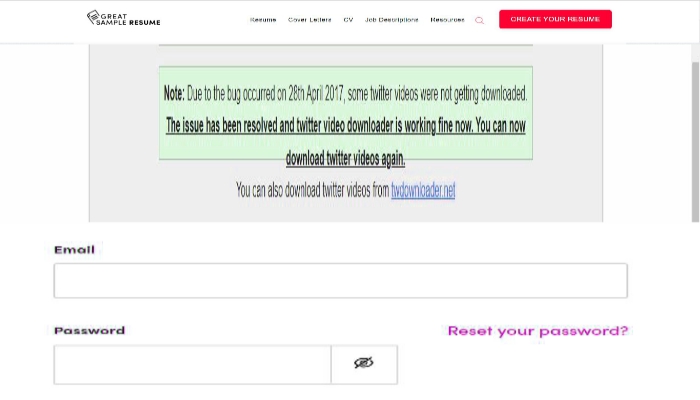 GREAT
SAMPLE RESUME
Resume Cover Letters CV Job Descriptions Resources CREATE YOUR RESUME
Note: Due to the bug occurred on 28th April 2017, some twitter videos were not getting downloaded.
The issue has been resolved and twitter video downloader is working fine now. You can now
download twitter videos again.
You can also download twitter videos from twdownloader.net
Email
Password Reset your password?